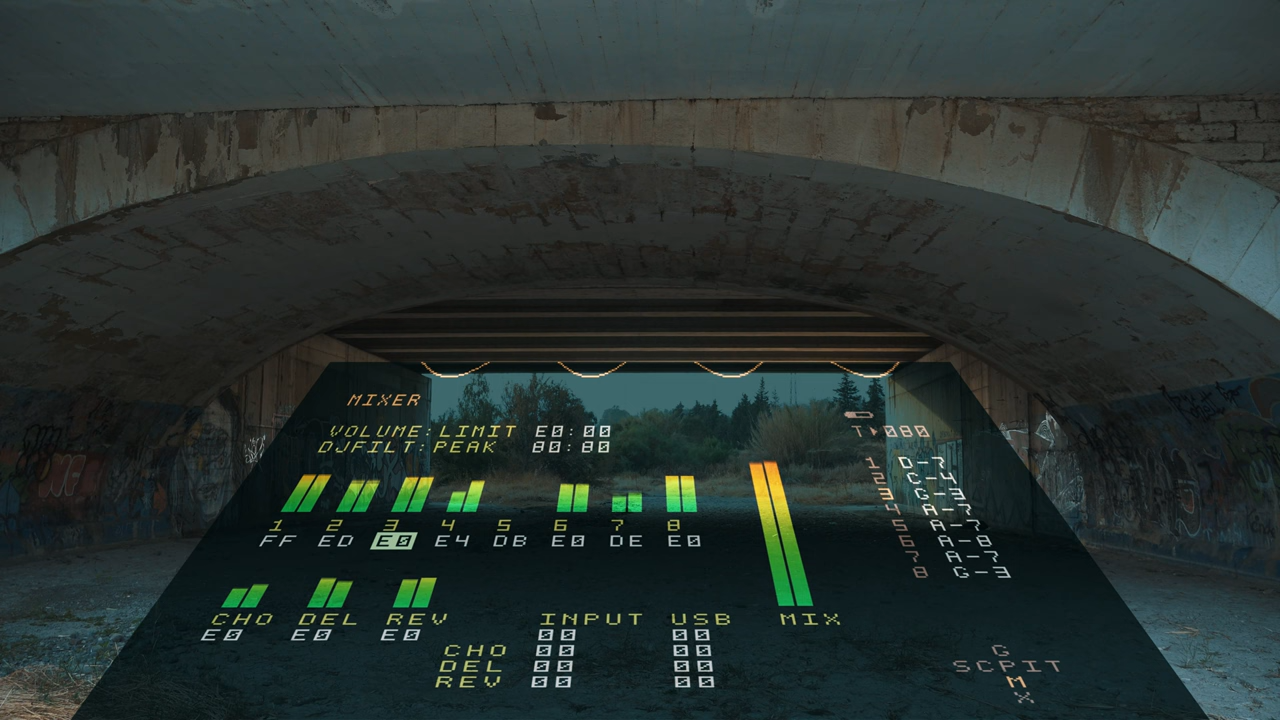 MIXER
VOLUME:LIMIT E0:00
DJFILT:PEAK 80:80
T▸080
1 D-7
2 C-4
3 G-3
4 A-7
5 A-7
6 A-8
7 A-7
8 G-3
1 2 3 4 5 6 7 8
FF ED E0 E4 DB E0 DE E0
CHO DEL REV INPUT USB MIX
E0 E0 E0 00 00
CHO 00 00
DEL 00 00
REV 00 00
G
SCPIT
M
X